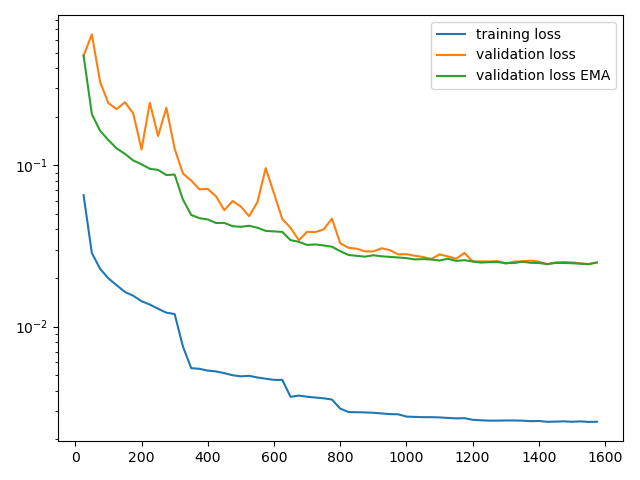 training loss
validation loss
validation loss EMA
10⁻¹
10⁻²
0 200 400 600 800 1000 1200 1400 1600